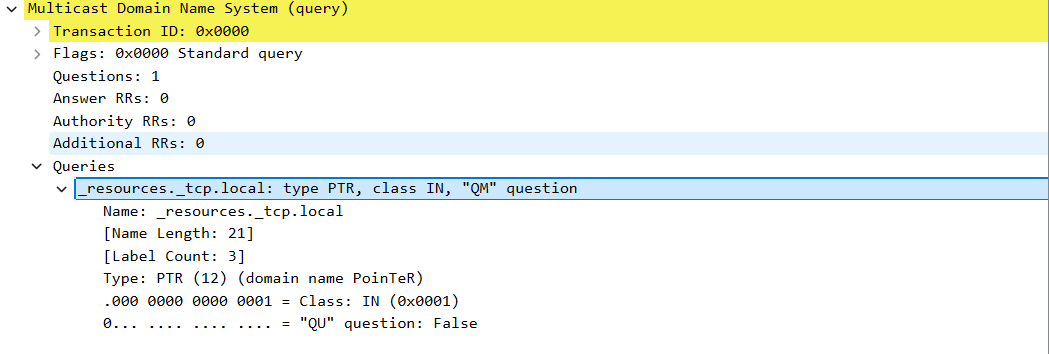 Multicast Domain Name System (query)
Transaction ID: 0x0000
Flags: 0x0000 Standard query
Questions: 1
Answer RRs: 0
Authority RRs: 0
Additional RRs: 0
Queries
_resources._tcp.local: type PTR, class IN, "QM" question
Name: _resources._tcp.local
[Name Length: 21]
[Label Count: 3]
Type: PTR (12) (domain name PoinTeR)
.000 0000 0000 0001 = Class: IN (0x0001)
0... .... .... .... = "QU" question: False